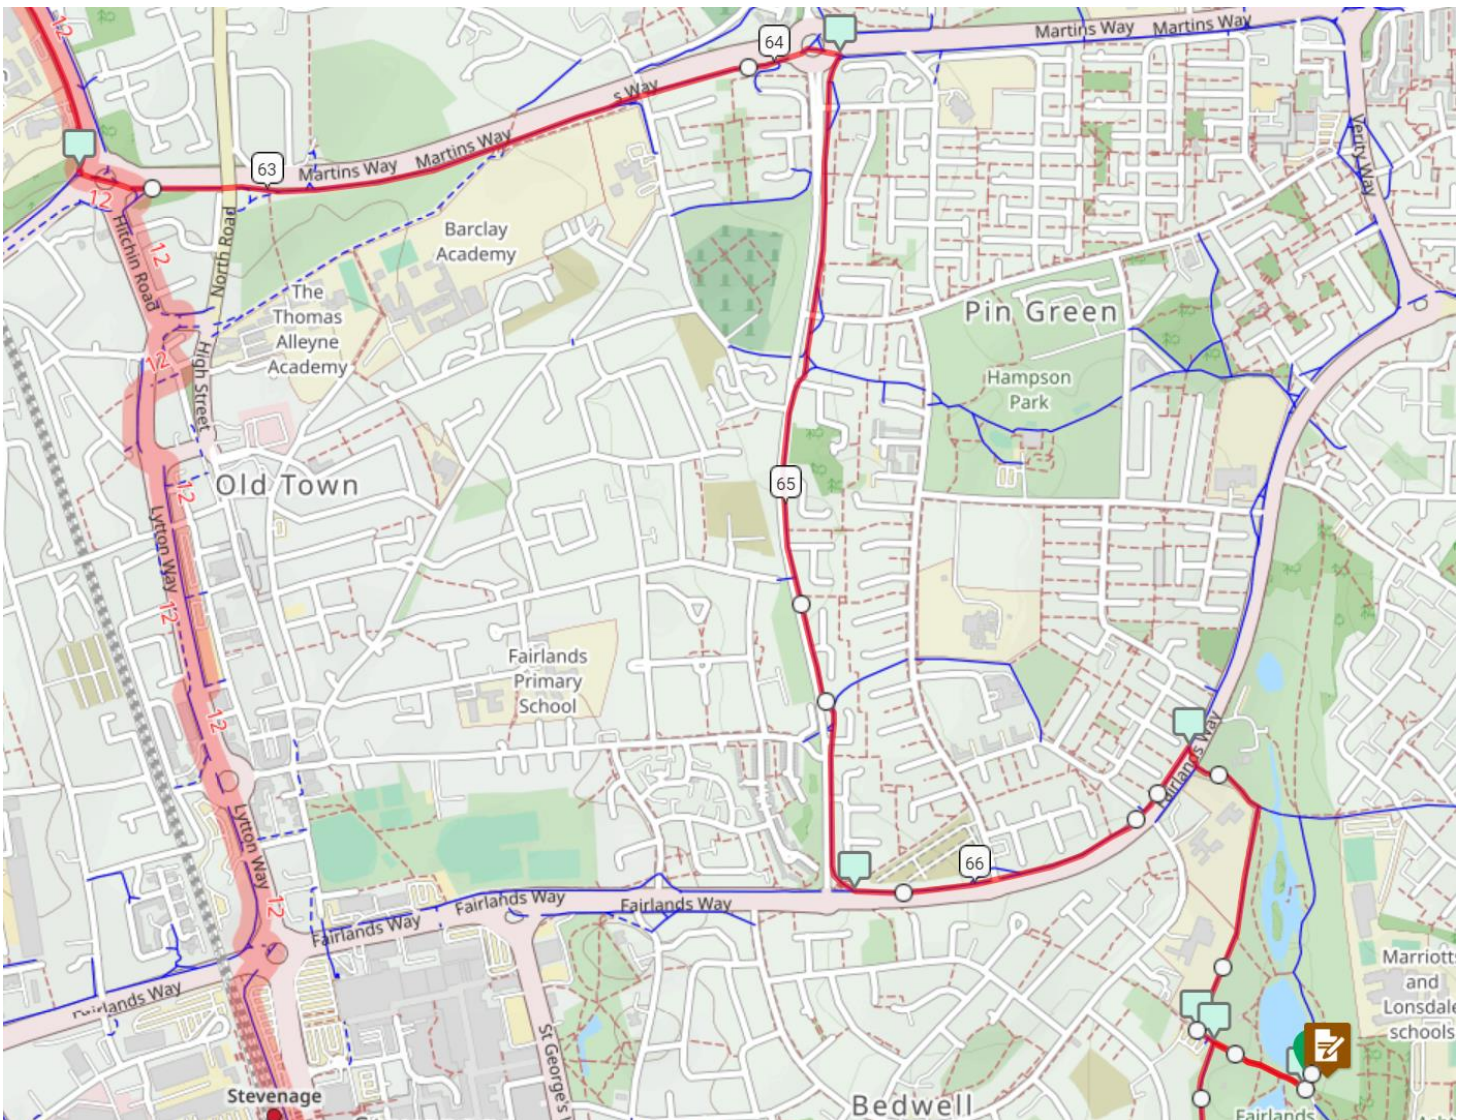 12
Martins Way
Martins Way
64
s Way
Martins Way
Martins Way
63
12
Hitchin Road
12
North Road
Barclay
Academy
The
Thomas
Alleyne
Academy
Verity Way
Pin Green
Hampson
Park
12
High Street
65
Old Town
12
Lytton Way
12
Fairlands
Primary
School
12
Fairlands Way
Lytton Way
66
12
Fairlands Way
Fairlands Way
Fairlands Way
Fairlands Way
St George's
Marriotts
and
Lonsdale
schools
Stevenage
Bedwell
Fairlands